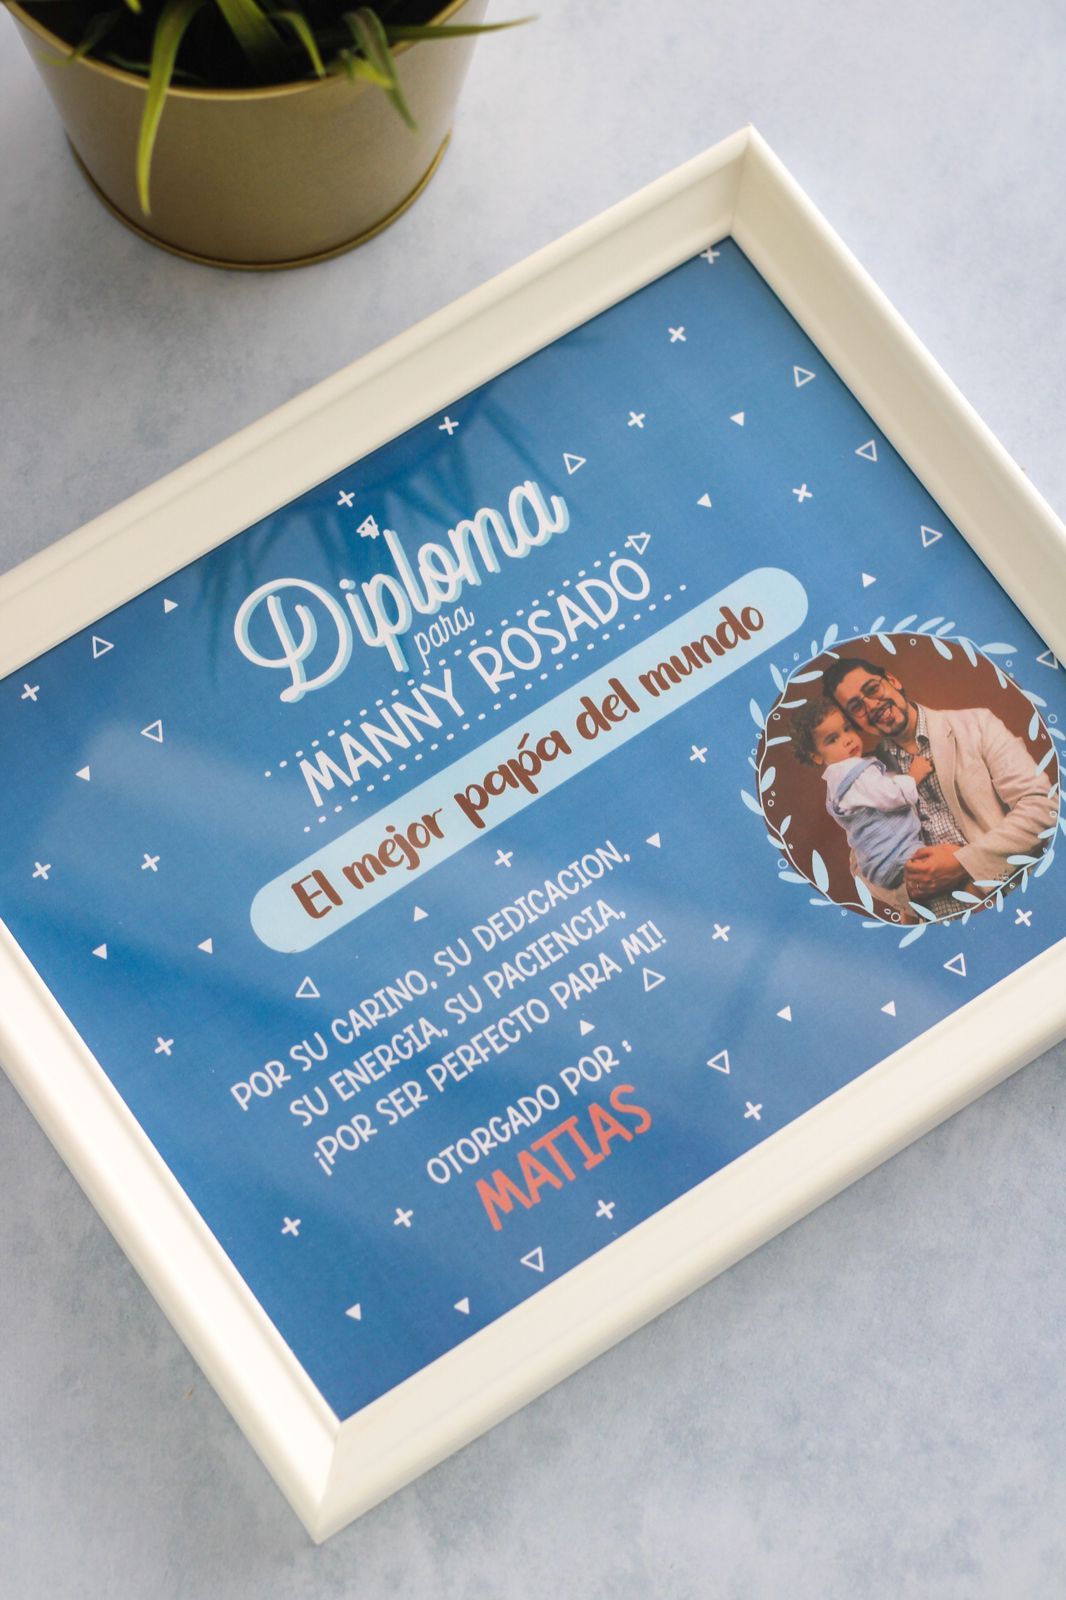 Diploma
para
MANNY ROSADO
El mejor papá del mundo
POR SU CARINO, SU DEDICACION,
SU ENERGIA, SU PACIENCIA,
¡POR SER PERFECTO PARA MI!
OTORGADO POR :
MATIAS